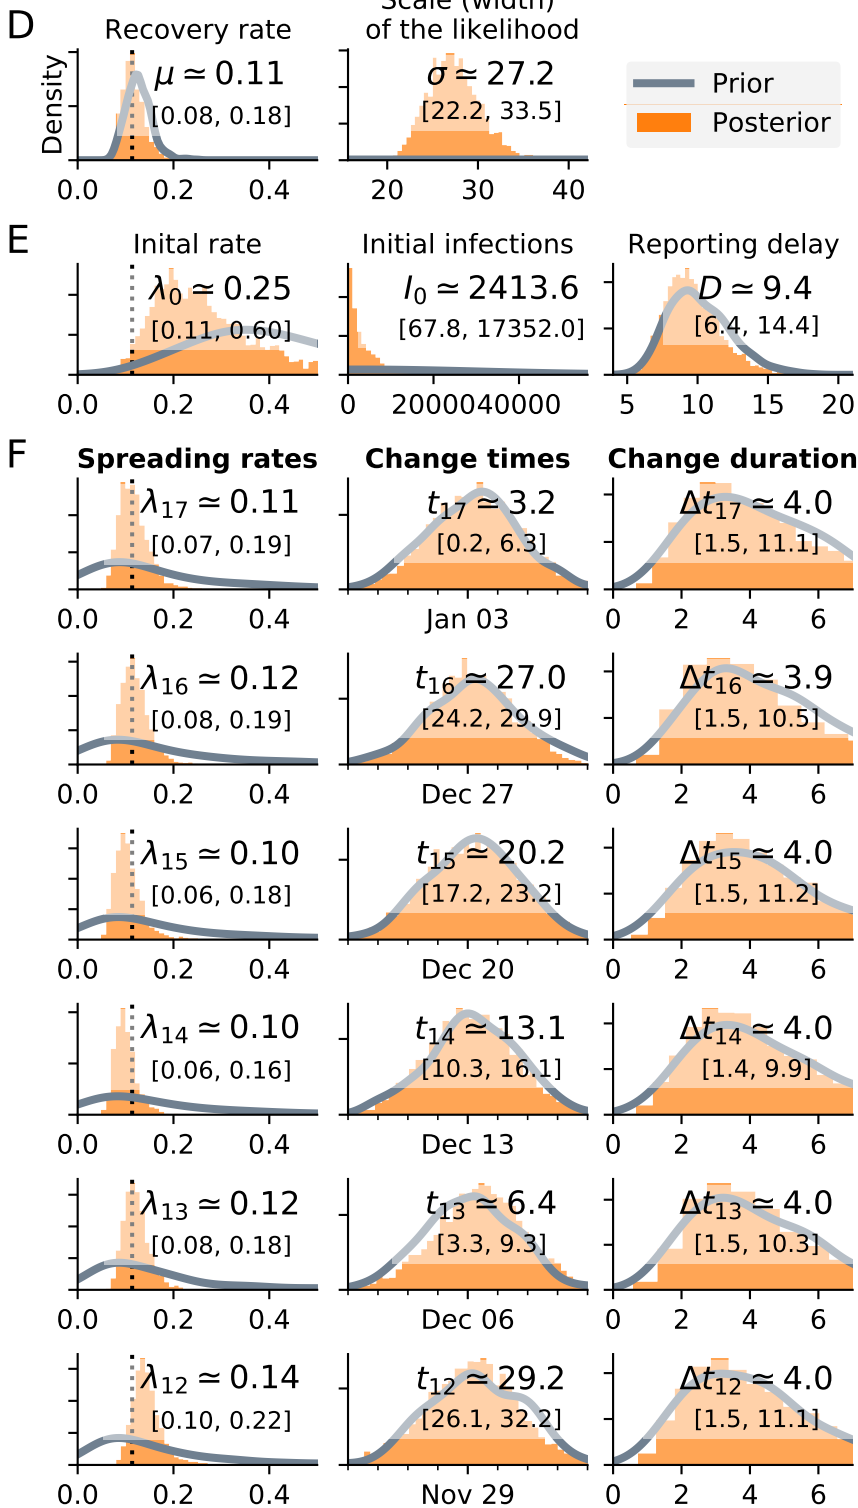 D
Recovery rate
Scale (width)
of the likelihood
Density
μ ≃ 0.11
[0.08, 0.18]
σ ≃ 27.2
[22.2, 33.5]
Prior
Posterior
0.0 0.2 0.4
20 30 40
E
Inital rate
Initial infections
Reporting delay
λ0 ≃ 0.25
[0.11, 0.60]
I0 ≃ 2413.6
[67.8, 17352.0]
D ≃ 9.4
[6.4, 14.4]
0.0 0.2 0.4
0 20000 40000
5 10 15 20
F
Spreading rates
Change times
Change duration
λ17 ≃ 0.11
[0.07, 0.19]
t17 ≃ 3.2
[0.2, 6.3]
Δt17 ≃ 4.0
[1.5, 11.1]
0.0 0.2 0.4
Jan 03
0 2 4 6
λ16 ≃ 0.12
[0.08, 0.19]
t16 ≃ 27.0
[24.2, 29.9]
Δt16 ≃ 3.9
[1.5, 10.5]
0.0 0.2 0.4
Dec 27
0 2 4 6
λ15 ≃ 0.10
[0.06, 0.18]
t15 ≃ 20.2
[17.2, 23.2]
Δt15 ≃ 4.0
[1.5, 11.2]
0.0 0.2 0.4
Dec 20
0 2 4 6
λ14 ≃ 0.10
[0.06, 0.16]
t14 ≃ 13.1
[10.3, 16.1]
Δt14 ≃ 4.0
[1.4, 9.9]
0.0 0.2 0.4
Dec 13
0 2 4 6
λ13 ≃ 0.12
[0.08, 0.18]
t13 ≃ 6.4
[3.3, 9.3]
Δt13 ≃ 4.0
[1.5, 10.3]
0.0 0.2 0.4
Dec 06
0 2 4 6
λ12 ≃ 0.14
[0.10, 0.22]
t12 ≃ 29.2
[26.1, 32.2]
Δt12 ≃ 4.0
[1.5, 11.1]
0.0 0.2 0.4
Nov 29
0 2 4 6